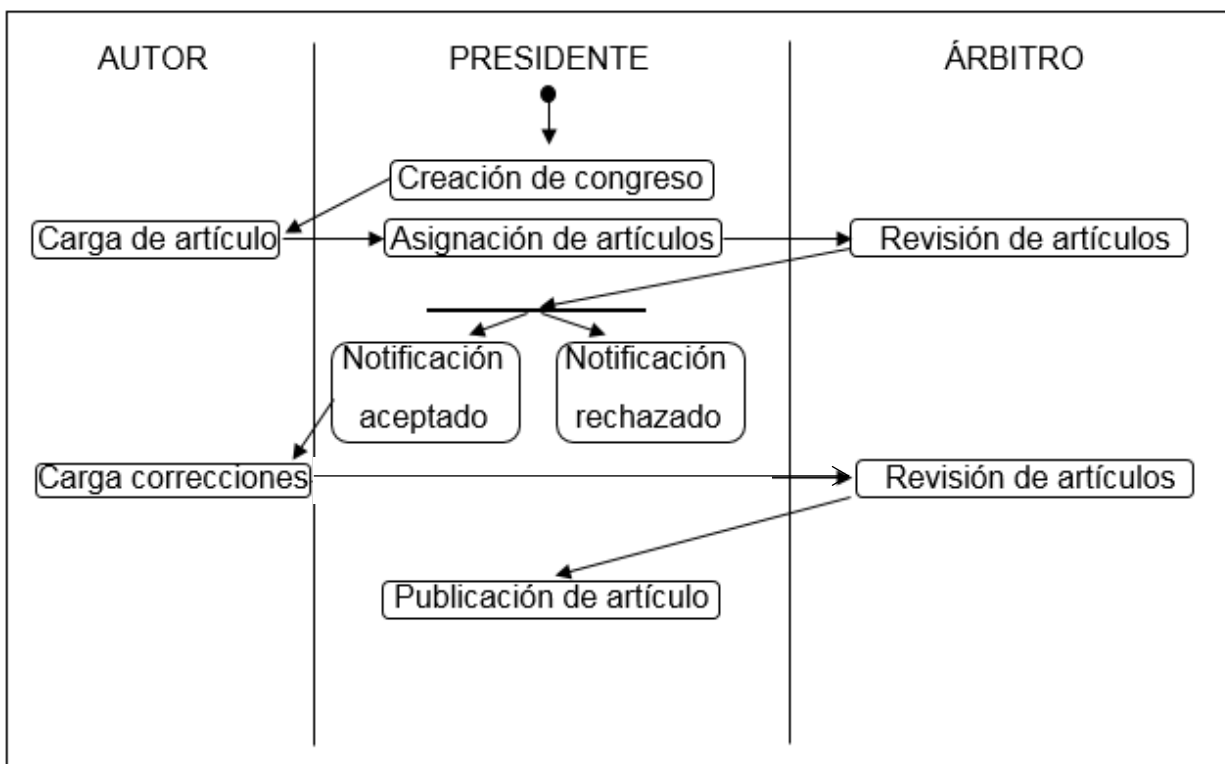 AUTOR PRESIDENTE ÁRBITRO
Creación de congreso
Carga de artículo Asignación de artículos Revisión de artículos
Notificación Notificación
aceptado rechazado
Carga correcciones Revisión de artículos
Publicación de artículo